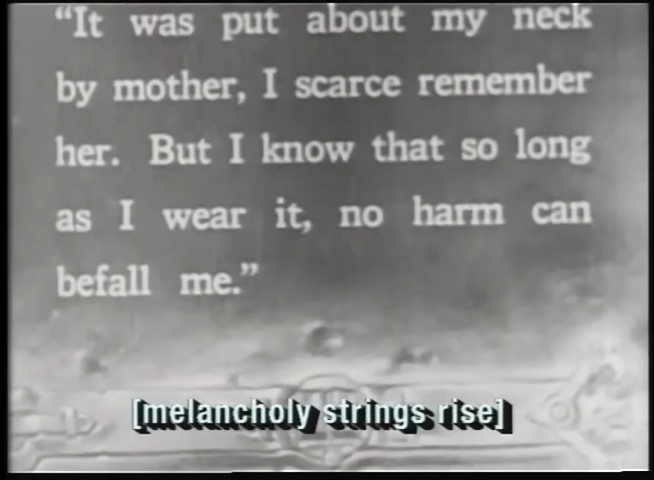 “It was put about my neck
by mother, I scarce remember
her. But I know that so long
as I wear it, no harm can
befall me.”
[melancholy strings rise]